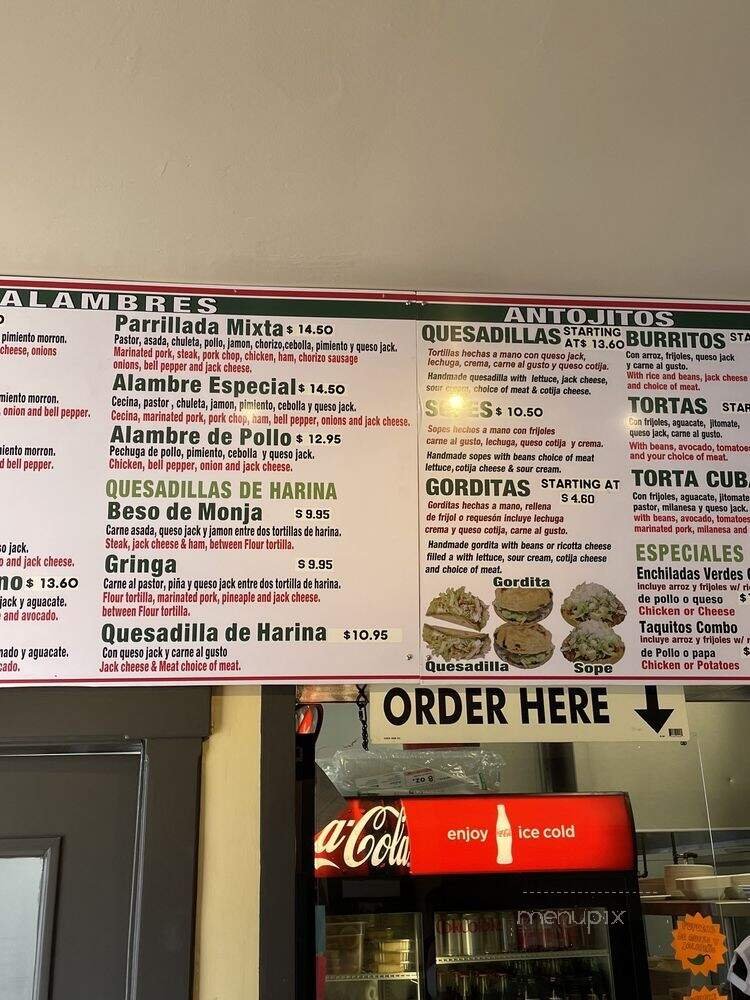 ALAMBRES
pimiento morron.
cheese, onions
miento morron.
, onion and bell pepper.
miento morron.
d bell pepper.
so jack.
o and jack cheese.
no $ 13.60
jack y aguacate.
e and avocado.
nado y aguacate.
cado.
Parrillada Mixta $ 14.50
Pastor, asada, chuleta, pollo, jamon, chorizo,cebolla, pimiento y queso jack.
Marinated pork, steak, pork chop, chicken, ham, chorizo sausage
onions, bell pepper and jack cheese.
Alambre Especial $ 14.50
Cecina, pastor , chuleta, jamon, pimiento, cebolla y queso jack.
Cecina, marinated pork, pork chop, ham, bell pepper, onions and jack cheese.
Alambre de Pollo $ 12.95
Pechuga de pollo, pimiento, cebolla y queso jack.
Chicken, bell pepper, onion and jack cheese.
QUESADILLAS DE HARINA
Beso de Monja $ 9.95
Carne asada, queso jack y jamon entre dos tortillas de harina.
Steak, jack cheese & ham, between Flour tortilla.
Gringa $ 9.95
Carne al pastor, piña y queso jack entre dos tortilla de harina.
Flour tortilla, marinated pork, pineapple and jack cheese.
between Flour tortilla.
Quesadilla de Harina $10.95
Con queso jack y carne al gusto
Jack cheese & Meat choice of meat.
ANTOJITOS
QUESADILLAS STARTING
AT$ 13.60
Tortillas hechas a mano con queso jack,
lechuga, crema, carne al gusto y queso cotija.
Handmade quesadilla with lettuce, jack cheese,
sour cream, choice of meat & cotija cheese.
SOPES $ 10.50
Sopes hechos a mano con frijoles
carne al gusto, lechuga, queso cotija y crema.
Handmade sopes with beans choice of meat
lettuce, cotija cheese & sour cream.
GORDITAS STARTING AT
$ 4.60
Gorditas hechas a mano, rellena
de frijol o requesón incluye lechuga
crema y queso cotija, carne al gusto.
Handmade gordita with beans or ricotta cheese
filled a with lettuce, sour cream, cotija cheese
and choice of meat.
Gordita
Quesadilla
Sope
BURRITOS STA
Con arroz, frijoles, queso jack
y carne al gusto.
With rice and beans, jack cheese
and choice of meat.
TORTAS STAR
Con frijoles, aguacate, jitomate,
queso jack, carne al gusto.
With beans, avocado, tomatoes
and your choice of meat.
TORTA CUBA
Con frijoles, aguacate, jitomate
pastor, milanesa y queso jack.
with beans, avocado, tomatoes
marinated pork, milanesa and
ESPECIALES
Enchiladas Verdes
incluye arroz y frijoles w/ ri
de pollo o queso $
Chicken or Cheese
Taquitos Combo
incluye arroz y frijoles w/ r
de Pollo o papa $
Chicken or Potatoes
ORDER HERE
8 oz.
a-Cola
enjoy ice cold
menupix